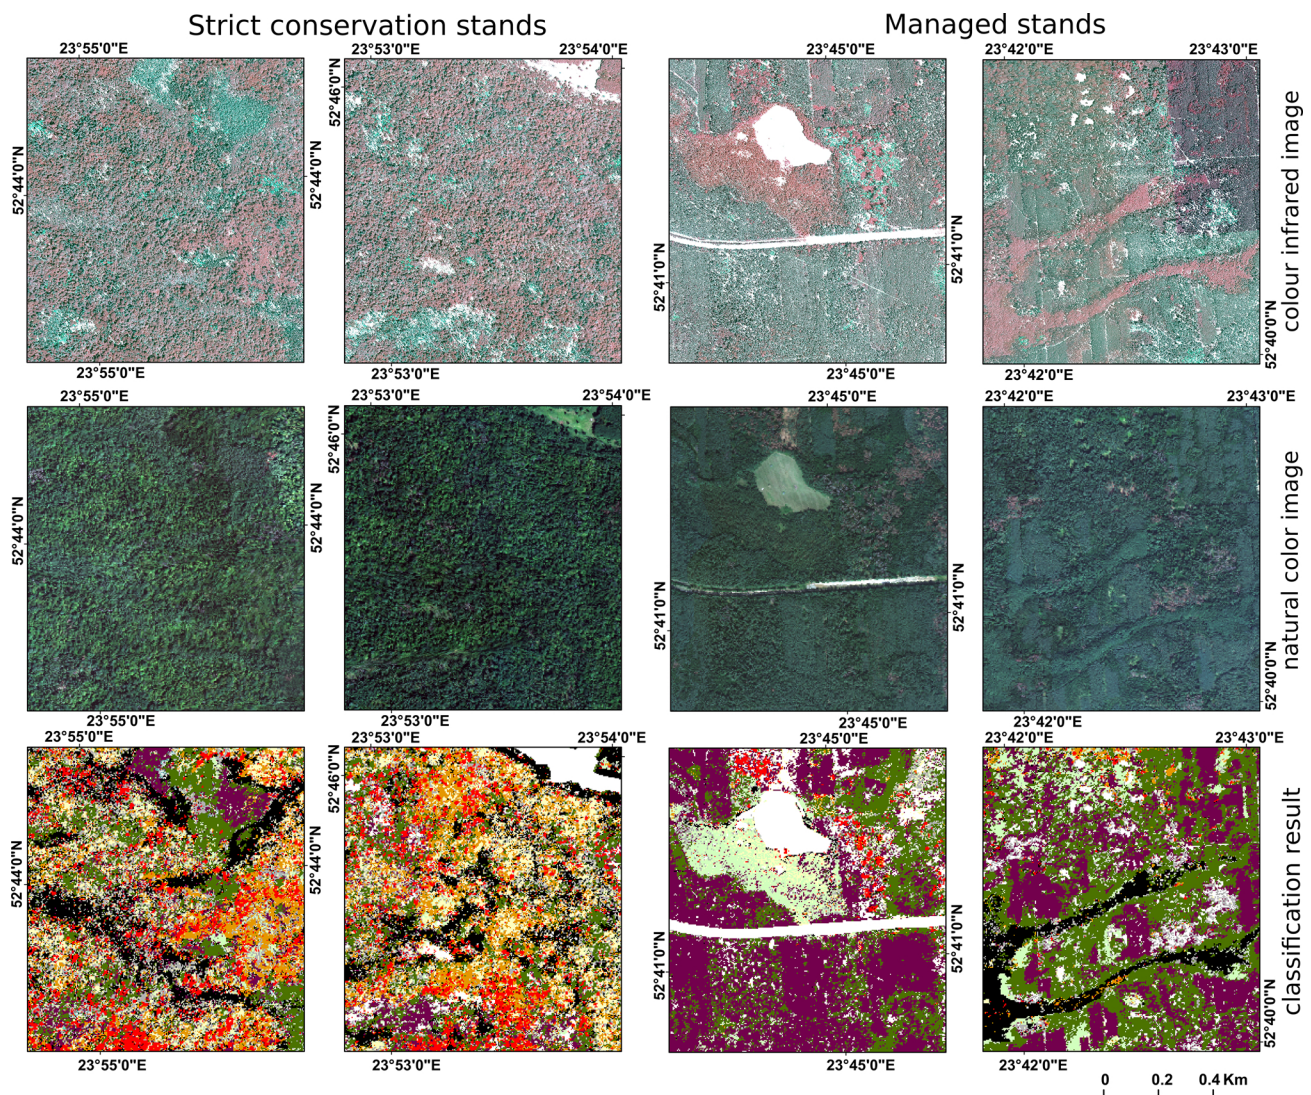 Strict conservation stands
Managed stands
23°55'0"E
23°53'0"E
23°54'0"E
23°45'0"E
23°42'0"E
23°43'0"E
52°44'0"N
52°44'0"N
52°46'0"N
52°41'0"N
52°41'0"N
52°40'0"N
colour infrared image
23°55'0"E
23°53'0"E
23°45'0"E
23°42'0"E
23°55'0"E
23°53'0"E
23°54'0"E
23°45'0"E
23°42'0"E
23°43'0"E
52°44'0"N
52°44'0"N
52°46'0"N
52°41'0"N
52°41'0"N
52°40'0"N
natural color image
23°55'0"E
23°53'0"E
23°45'0"E
23°42'0"E
23°55'0"E
23°53'0"E
23°54'0"E
23°45'0"E
23°42'0"E
23°43'0"E
52°44'0"N
52°44'0"N
52°46'0"N
52°41'0"N
52°41'0"N
52°40'0"N
classification result
23°55'0"E
23°53'0"E
23°45'0"E
23°42'0"E
0 0.2 0.4 Km